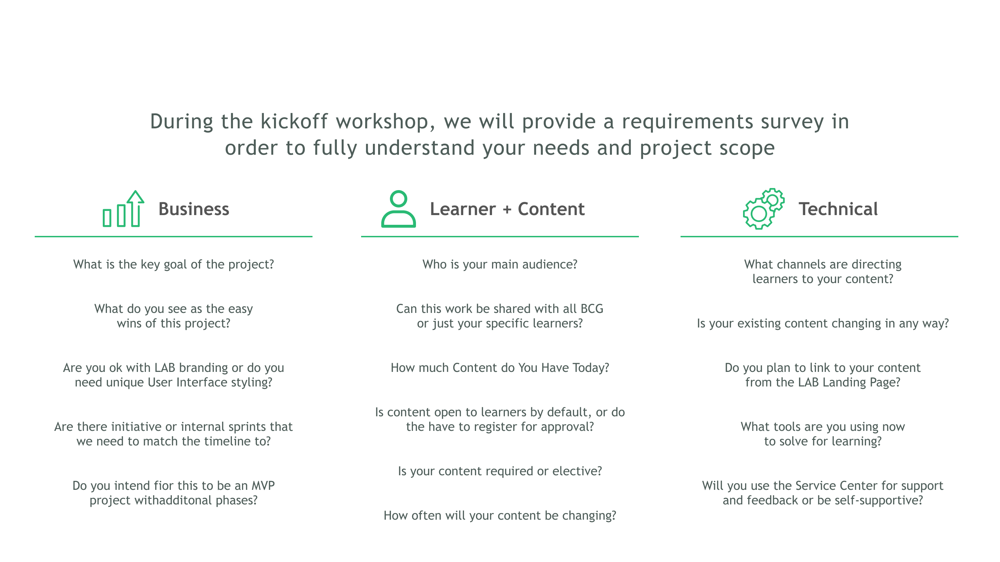 During the kickoff workshop, we will provide a requirements survey in
order to fully understand your needs and project scope
Business
What is the key goal of the project?
What do you see as the easy
wins of this project?
Are you ok with LAB branding or do you
need unique User Interface styling?
Are there initiative or internal sprints that
we need to match the timeline to?
Do you intend fior this to be an MVP
project withadditonal phases?
Learner + Content
Who is your main audience?
Can this work be shared with all BCG
or just your specific learners?
How much Content do You Have Today?
Is content open to learners by default, or do
the have to register for approval?
Is your content required or elective?
How often will your content be changing?
Technical
What channels are directing
learners to your content?
Is your existing content changing in any way?
Do you plan to link to your content
from the LAB Landing Page?
What tools are you using now
to solve for learning?
Will you use the Service Center for support
and feedback or be self-supportive?